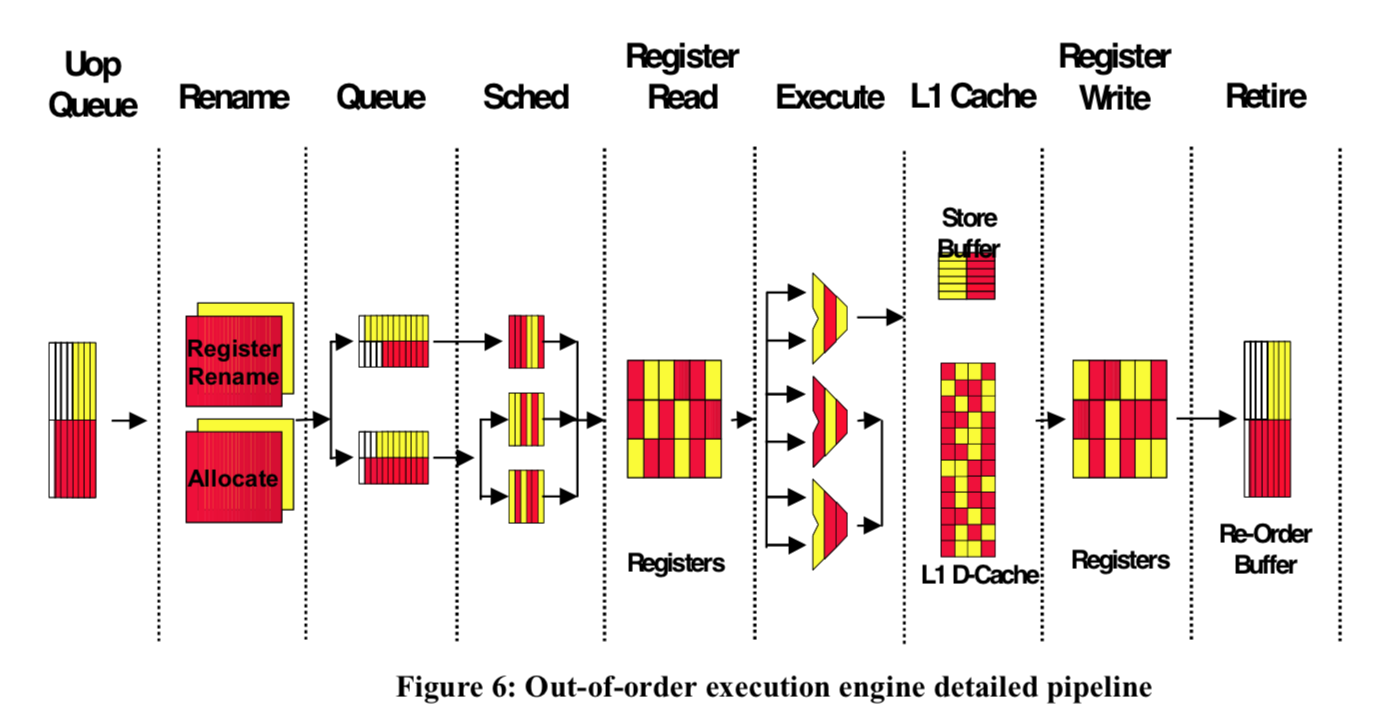 Uop
Queue
Rename
Queue
Sched
Register
Read
Execute
L1 Cache
Register
Write
Retire
Register
Rename
Allocate
Registers
Store
Buffer
L1 D-Cache
Registers
Re-Order
Buffer
Figure 6: Out-of-order execution engine detailed pipeline